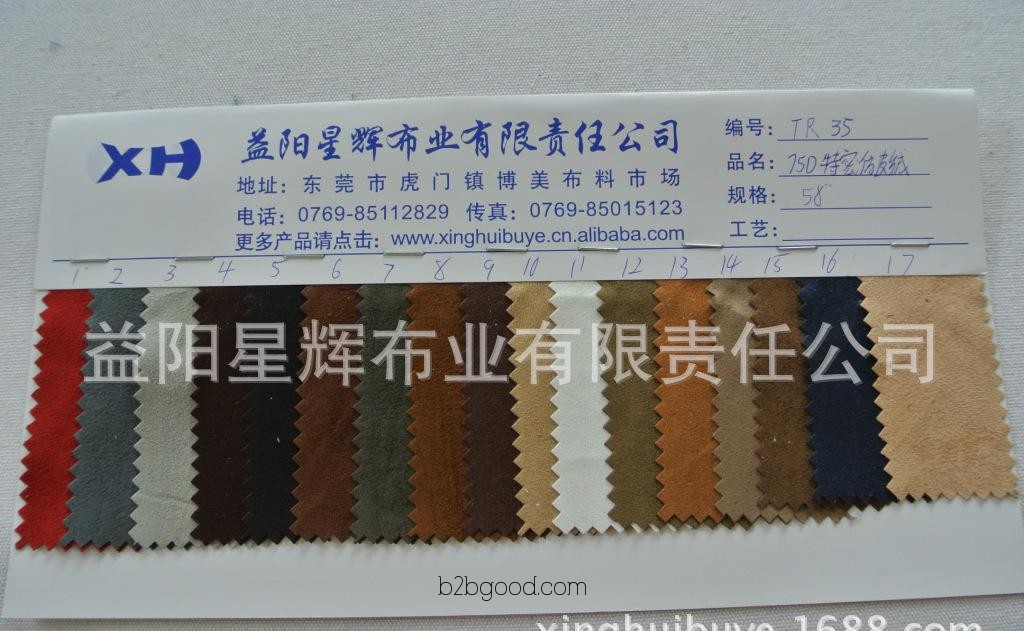 XH
益阳星辉布业有限责任公司
地址：东莞市虎门镇博美布料市场
电话：0769-85112829 传真：0769-85015123
更多产品请点击：www.xinghuibuye.cn.alibaba.com
编号：TR 35
品名：75D特密仿皮绒
规格：58"
工艺：
1 2 3 4 5 6 7 8 9 10 11 12 13 14 15 16 17
益阳星辉布业有限责任公司
b2bgood.com
xinghuibuye.1688.com